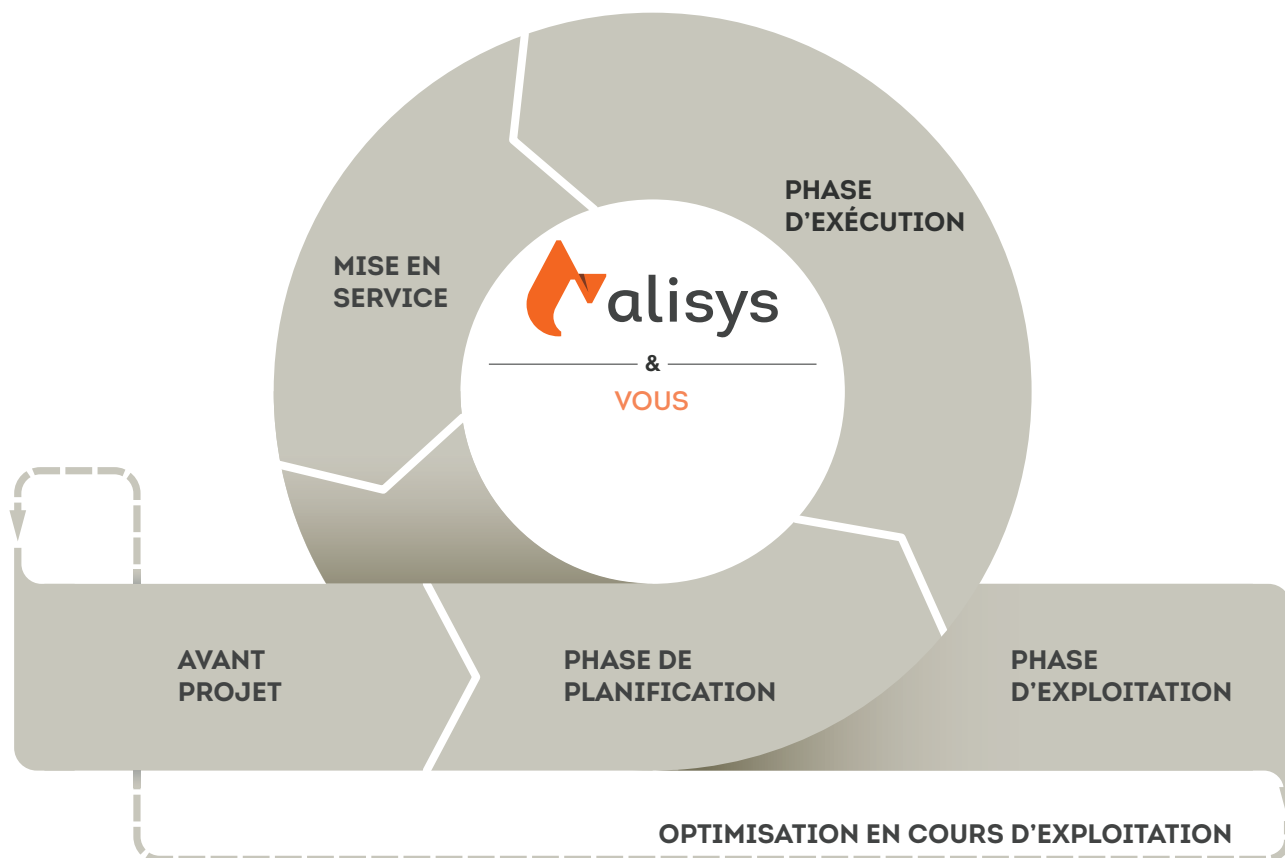 PHASE
D'EXÉCUTION
MISE EN
SERVICE
alisys
&
VOUS
AVANT
PROJET
PHASE DE
PLANIFICATION
PHASE
D'EXPLOITATION
OPTIMISATION EN COURS D'EXPLOITATION